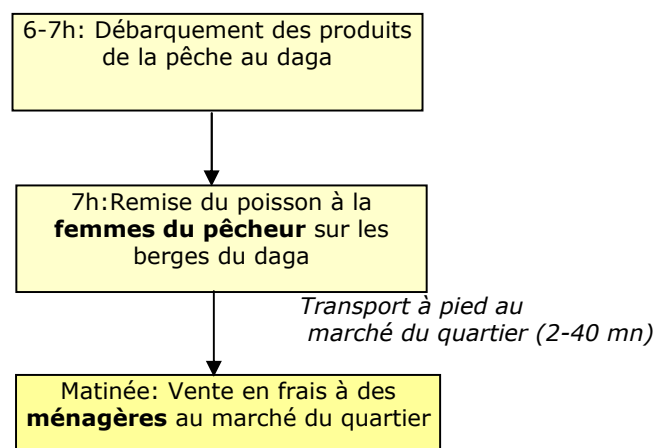 6-7h: Débarquement des produits
de la pêche au daga
7h:Remise du poisson à la
femmes du pêcheur sur les
berges du daga
Transport à pied au
marché du quartier (2-40 mn)
Matinée: Vente en frais à des
ménagères au marché du quartier